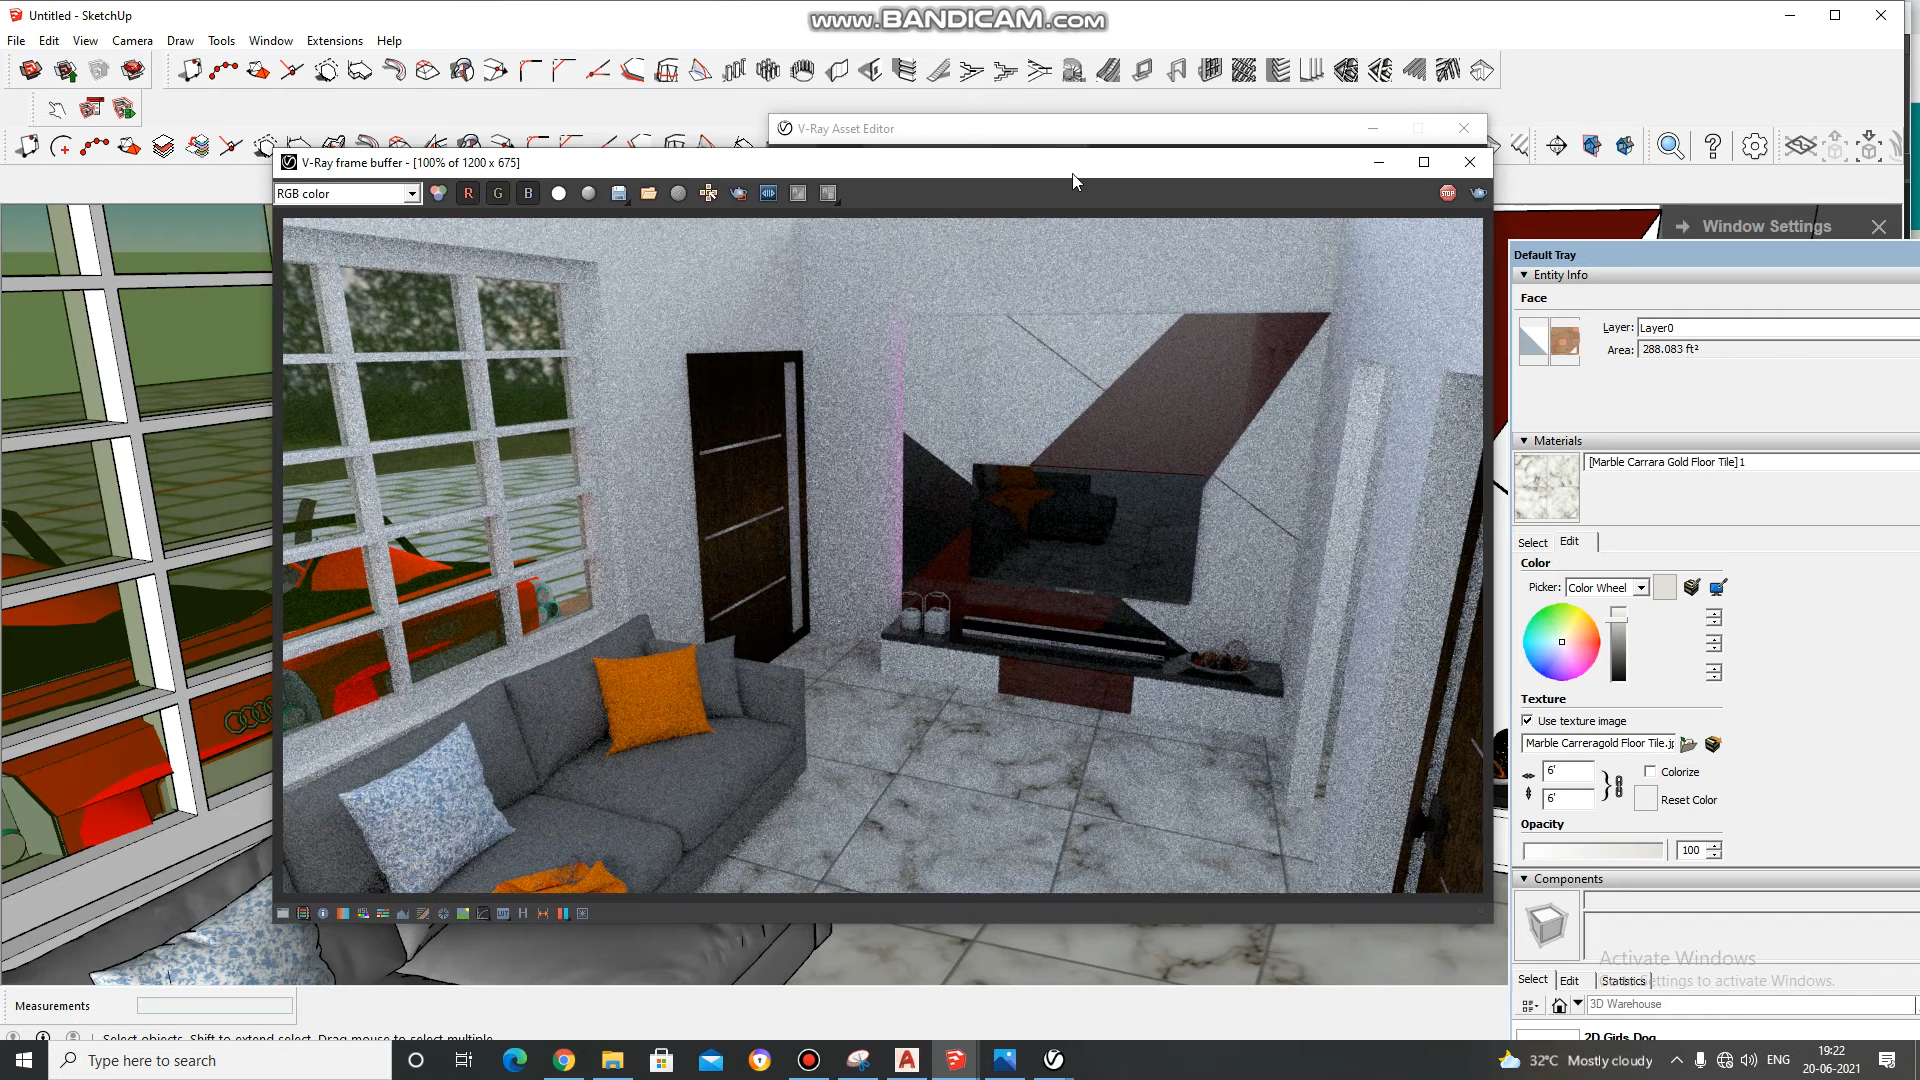 Untitled - SketchUp
www.BANDICAM.com
File Edit View Camera Draw Tools Window Extensions Help
V-Ray Asset Editor
V-Ray frame buffer - [100% of 1200 x 675]
RGB color
R G B
STOP
Window Settings
Default Tray
Entity Info
Face
Layer: Layer0
Area: 288.083 ft²
Materials
[Marble Carrara Gold Floor Tile]1
Select Edit
Color
Picker: Color Wheel
Texture
Use texture image
Marble Carreragold Floor Tile.j
6' Colorize
6' Reset Color
Opacity
100
Components
Activate Windows
Go to Settings to activate Windows.
Select Edit Statistics
3D Warehouse
2D Girls Dog
Measurements
Select objects. Shift to extend select. Drag mouse to select multiple.
Type here to search
32°C Mostly cloudy
ENG
19:22
20-06-2021